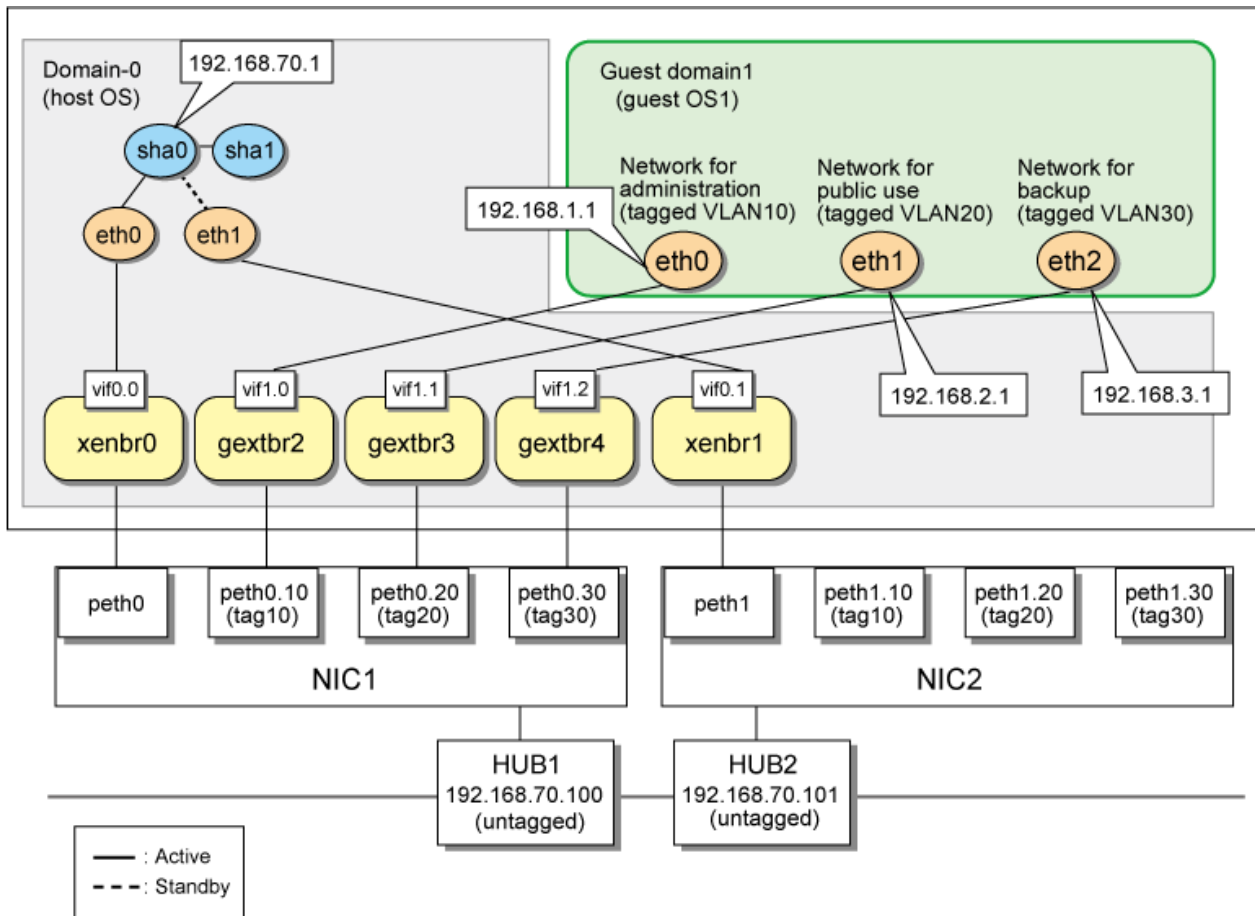 Domain-0
(host OS)
192.168.70.1
sha0
sha1
eth0
eth1
Guest domain1
(guest OS1)
Network for
administration
(tagged VLAN10)
Network for
public use
(tagged VLAN20)
Network for
backup
(tagged VLAN30)
192.168.1.1
eth0
eth1
eth2
192.168.2.1
192.168.3.1
vif0.0
vif1.0
vif1.1
vif1.2
vif0.1
xenbr0
gextbr2
gextbr3
gextbr4
xenbr1
peth0
peth0.10
(tag10)
peth0.20
(tag20)
peth0.30
(tag30)
NIC1
peth1
peth1.10
(tag10)
peth1.20
(tag20)
peth1.30
(tag30)
NIC2
HUB1
192.168.70.100
(untagged)
HUB2
192.168.70.101
(untagged)
: Active
: Standby